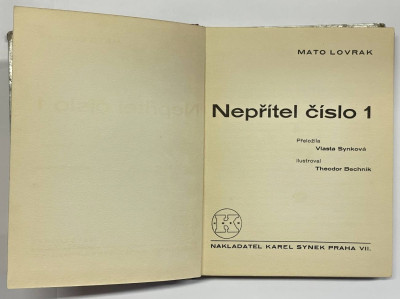 MATO LOVRAK
Nepřítel číslo 1
Přeložila
Vlasta Synková
ilustroval
Theodor Bechník
NAKLADATEL KAREL SYNEK PRAHA VII.